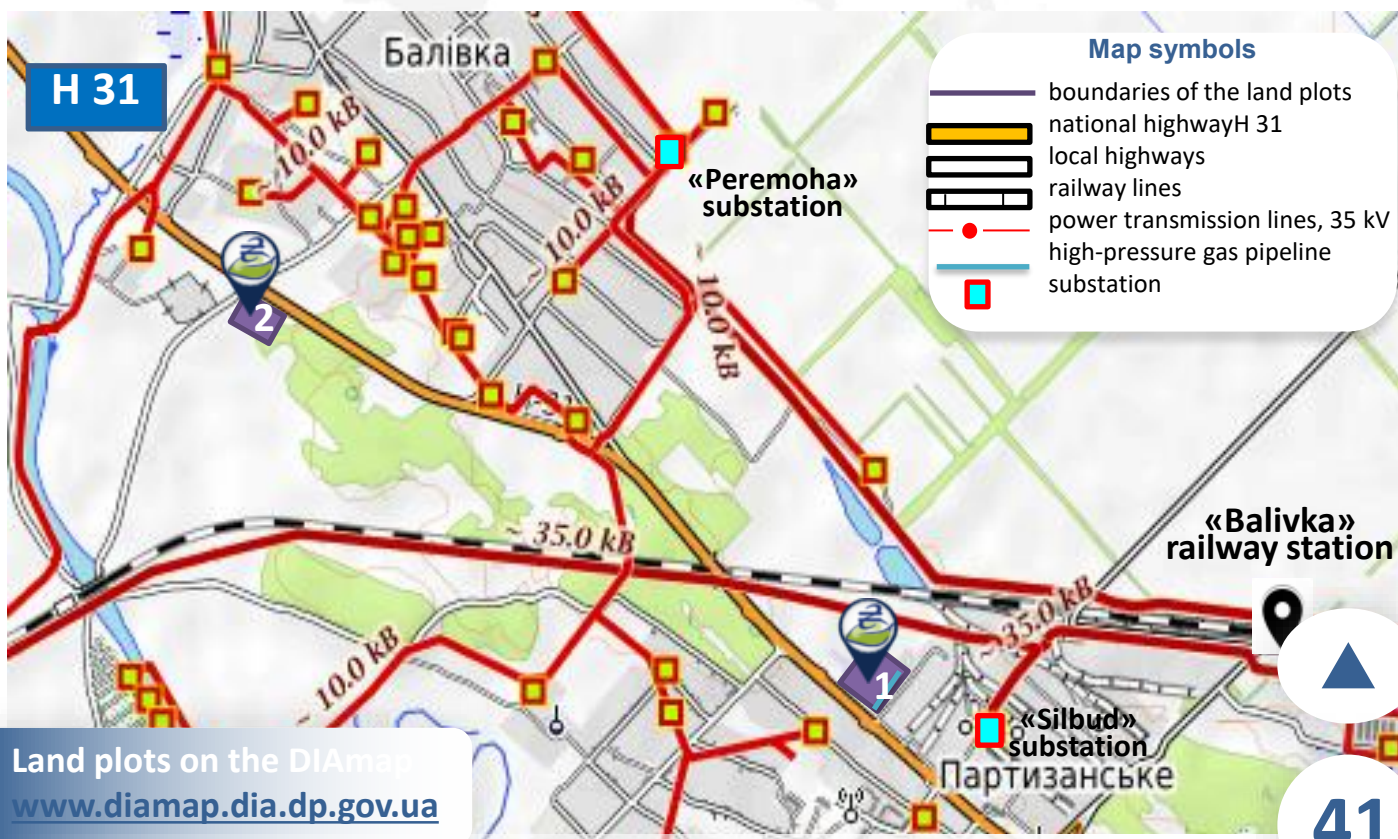 Балівка
H 31
Map symbols
boundaries of the land plots
national highwayH 31
local highways
railway lines
power transmission lines, 35 kV
high-pressure gas pipeline
substation
~10.0 kB
«Peremoha»
substation
~ 10.0 kB
~ 10.0 kB
2
~ 35.0 kB
«Balivka»
railway station
~35.0 kB
~ 10.0 kB
1
«Silbud»
substation
Партизанське
Land plots on the DIAmap
www.diamap.dia.dp.gov.ua
41